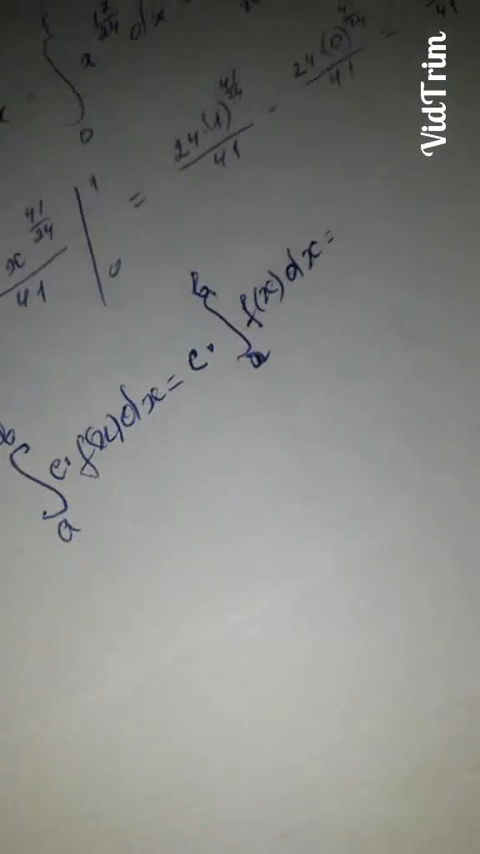 ∫₀ x^(17/24) dx
x^(41/24) / 41 |₀¹ = 24·(1)^(41/24) / 41 - 24·(0)^(41/24) / 41 =
∫ₐᵇ c·f(x)dx = c·∫ₐᵇ f(x)dx =
VidTrim